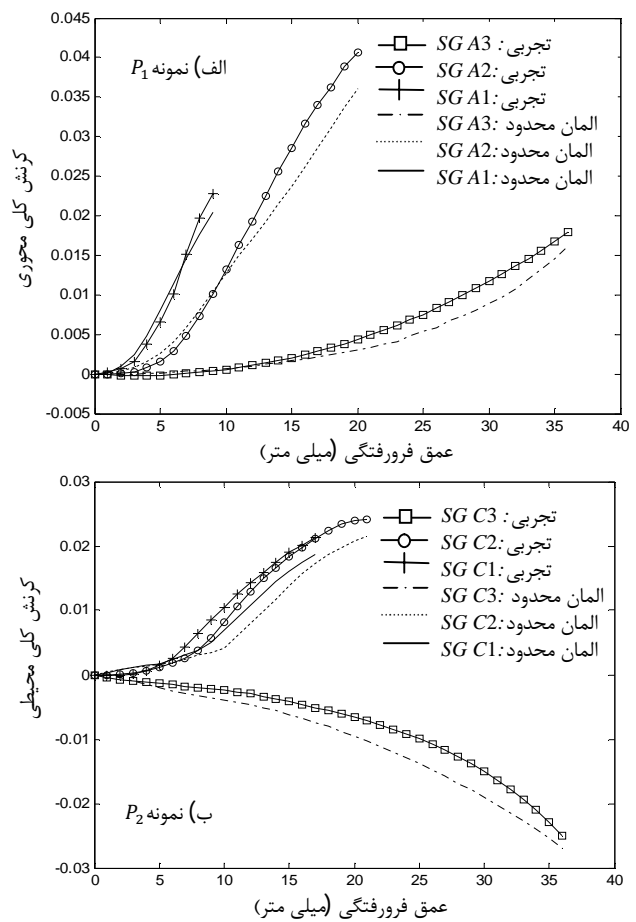 0.045
0.04
0.035
0.03
0.025
0.02
0.015
0.01
0.005
0
-0.005
کرنش کلی محوری
الف) نمونه P₁
SG A3 : تجربی
SG A2 : تجربی
SG A1 : تجربی
SG A3 : المان محدود
SG A2 : المان محدود
SG A1 : المان محدود
0 5 10 15 20 25 30 35 40
عمق فرورفتگی (میلی متر)
0.03
0.02
0.01
0
-0.01
-0.02
-0.03
کرنش کلی محیطی
SG C3 : تجربی
SG C2 : تجربی
SG C1 : تجربی
SG C3 : المان محدود
SG C2 : المان محدود
SG C1 : المان محدود
ب) نمونه P₂
0 5 10 15 20 25 30 35 40
عمق فرورفتگی (میلی متر)